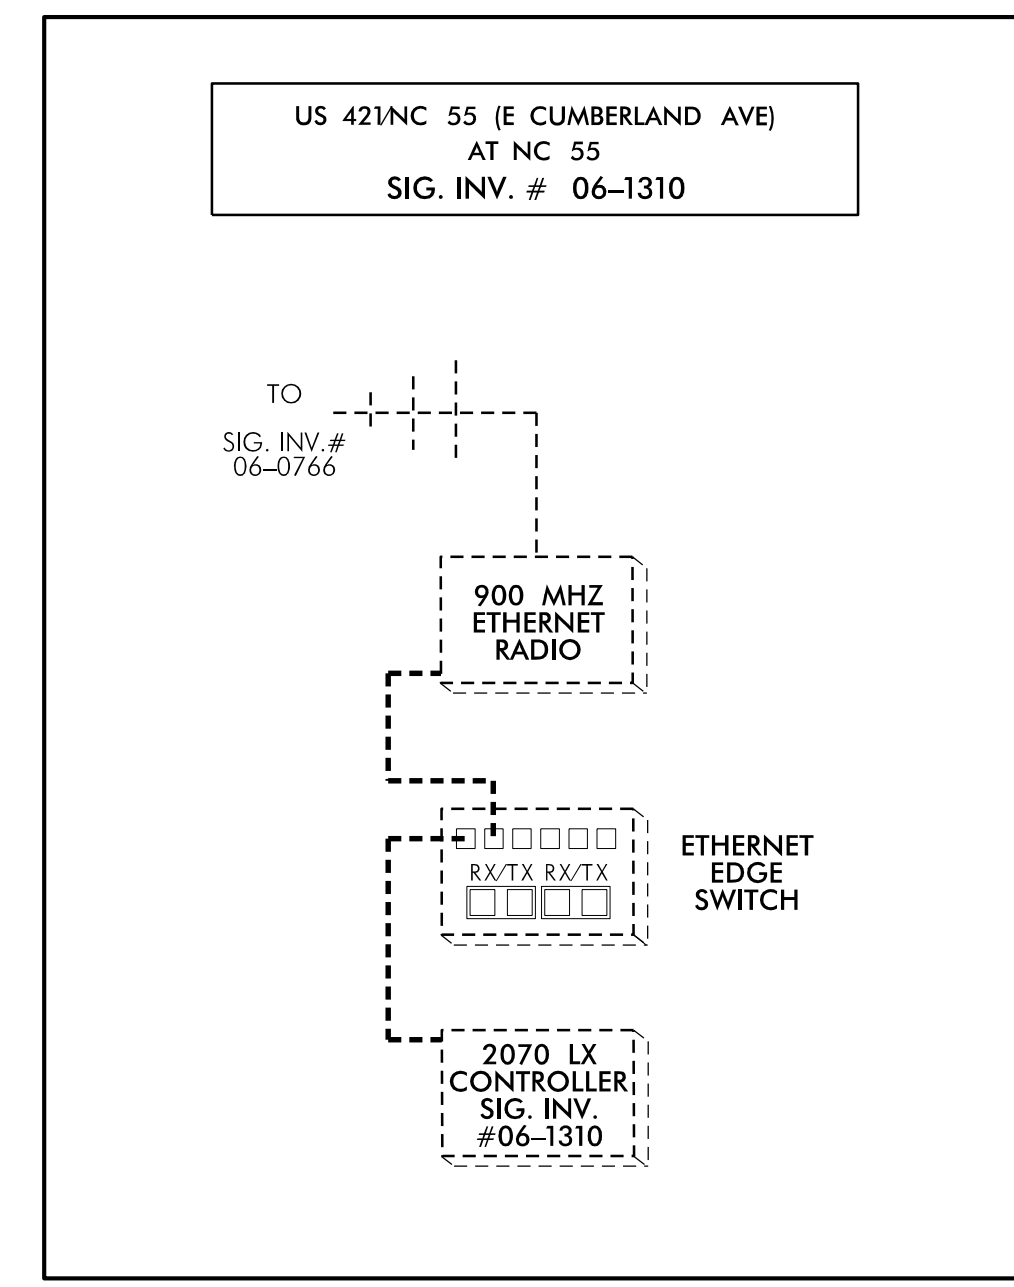 US 421/NC 55 (E CUMBERLAND AVE)
AT NC 55
SIG. INV. # 06-1310
TO
SIG. INV.#
06-0766
900 MHZ
ETHERNET
RADIO
RX/TX RX/TX
ETHERNET
EDGE
SWITCH
2070 LX
CONTROLLER
SIG. INV.
#06-1310